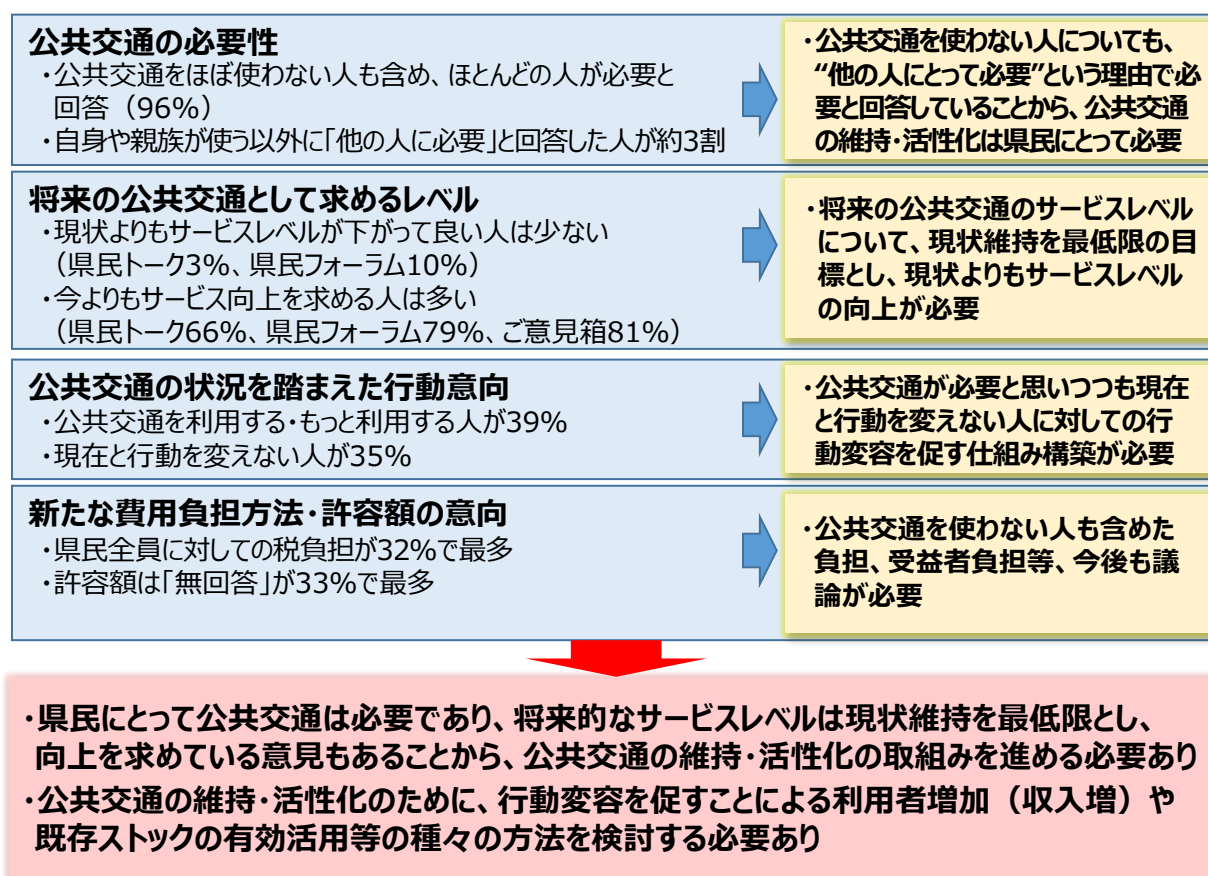 公共交通の必要性
・公共交通をほぼ使わない人も含め、ほとんどの人が必要と
回答（96%）
・自身や親族が使う以外に「他の人に必要」と回答した人が約3割
・公共交通を使わない人についても、
“他の人にとって必要”という理由で必
要と回答していることから、公共交通
の維持・活性化は県民にとって必要
将来の公共交通として求めるレベル
・現状よりもサービスレベルが下がって良い人は少ない
（県民トーク3%、県民フォーラム10%）
・今よりもサービス向上を求める人は多い
（県民トーク66%、県民フォーラム79%、ご意見箱81%）
・将来の公共交通のサービスレベル
について、現状維持を最低限の目
標とし、現状よりもサービスレベル
の向上が必要
公共交通の状況を踏まえた行動意向
・公共交通を利用する・もっと利用する人が39%
・現在と行動を変えない人が35%
・公共交通が必要と思いつつも現在
と行動を変えない人に対しての行
動変容を促す仕組み構築が必要
新たな費用負担方法・許容額の意向
・県民全員に対しての税負担が32%で最多
・許容額は「無回答」が33%で最多
・公共交通を使わない人も含めた
負担、受益者負担等、今後も議
論が必要
・県民にとって公共交通は必要であり、将来的なサービスレベルは現状維持を最低限とし、
向上を求めている意見もあることから、公共交通の維持・活性化の取組みを進める必要あり
・公共交通の維持・活性化のために、行動変容を促すことによる利用者増加（収入増）や
既存ストックの有効活用等の種々の方法を検討する必要あり